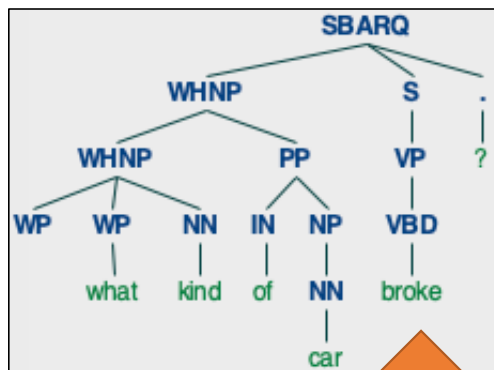 SBARQ
WHNP S .
WHNP PP VP ?
WP WP NN IN NP VBD
what kind of NN broke
car